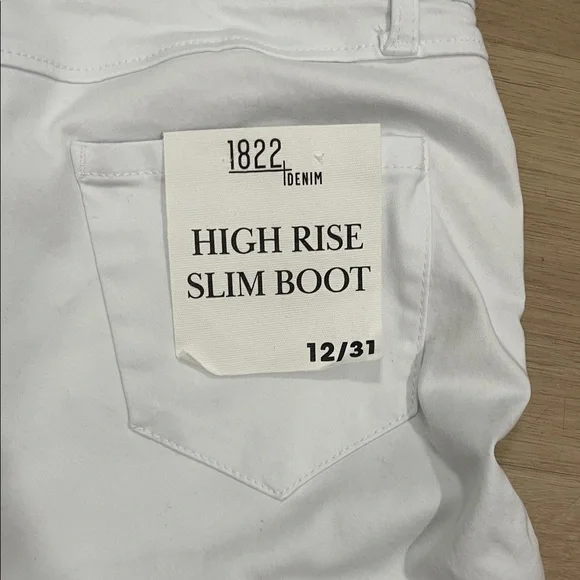 1822
DENIM
HIGH RISE
SLIM BOOT
12/31